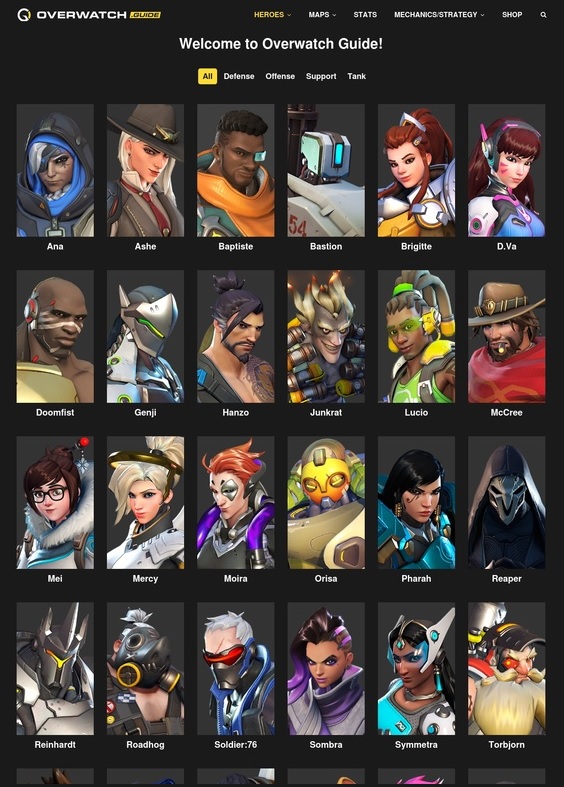 OVERWATCH .GUIDE HEROES MAPS STATS MECHANICS/STRATEGY SHOP
Welcome to Overwatch Guide!
All Defense Offense Support Tank
54
Ana Ashe Baptiste Bastion Brigitte D.Va
Doomfist Genji Hanzo Junkrat Lucio McCree
Mei Mercy Moira Orisa Pharah Reaper
Reinhardt Roadhog Soldier:76 Sombra Symmetra Torbjorn